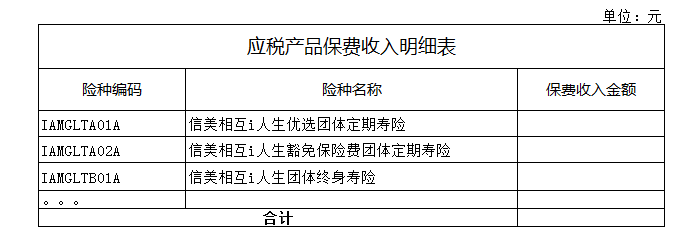 单位：元
应税产品保费收入明细表
险种编码 险种名称 保费收入金额
IAMGLTA01A 信美相互i人生优选团体定期寿险
IAMGLTA02A 信美相互i人生豁免保险费团体定期寿险
IAMGLTB01A 信美相互i人生团体终身寿险
。。。
合计